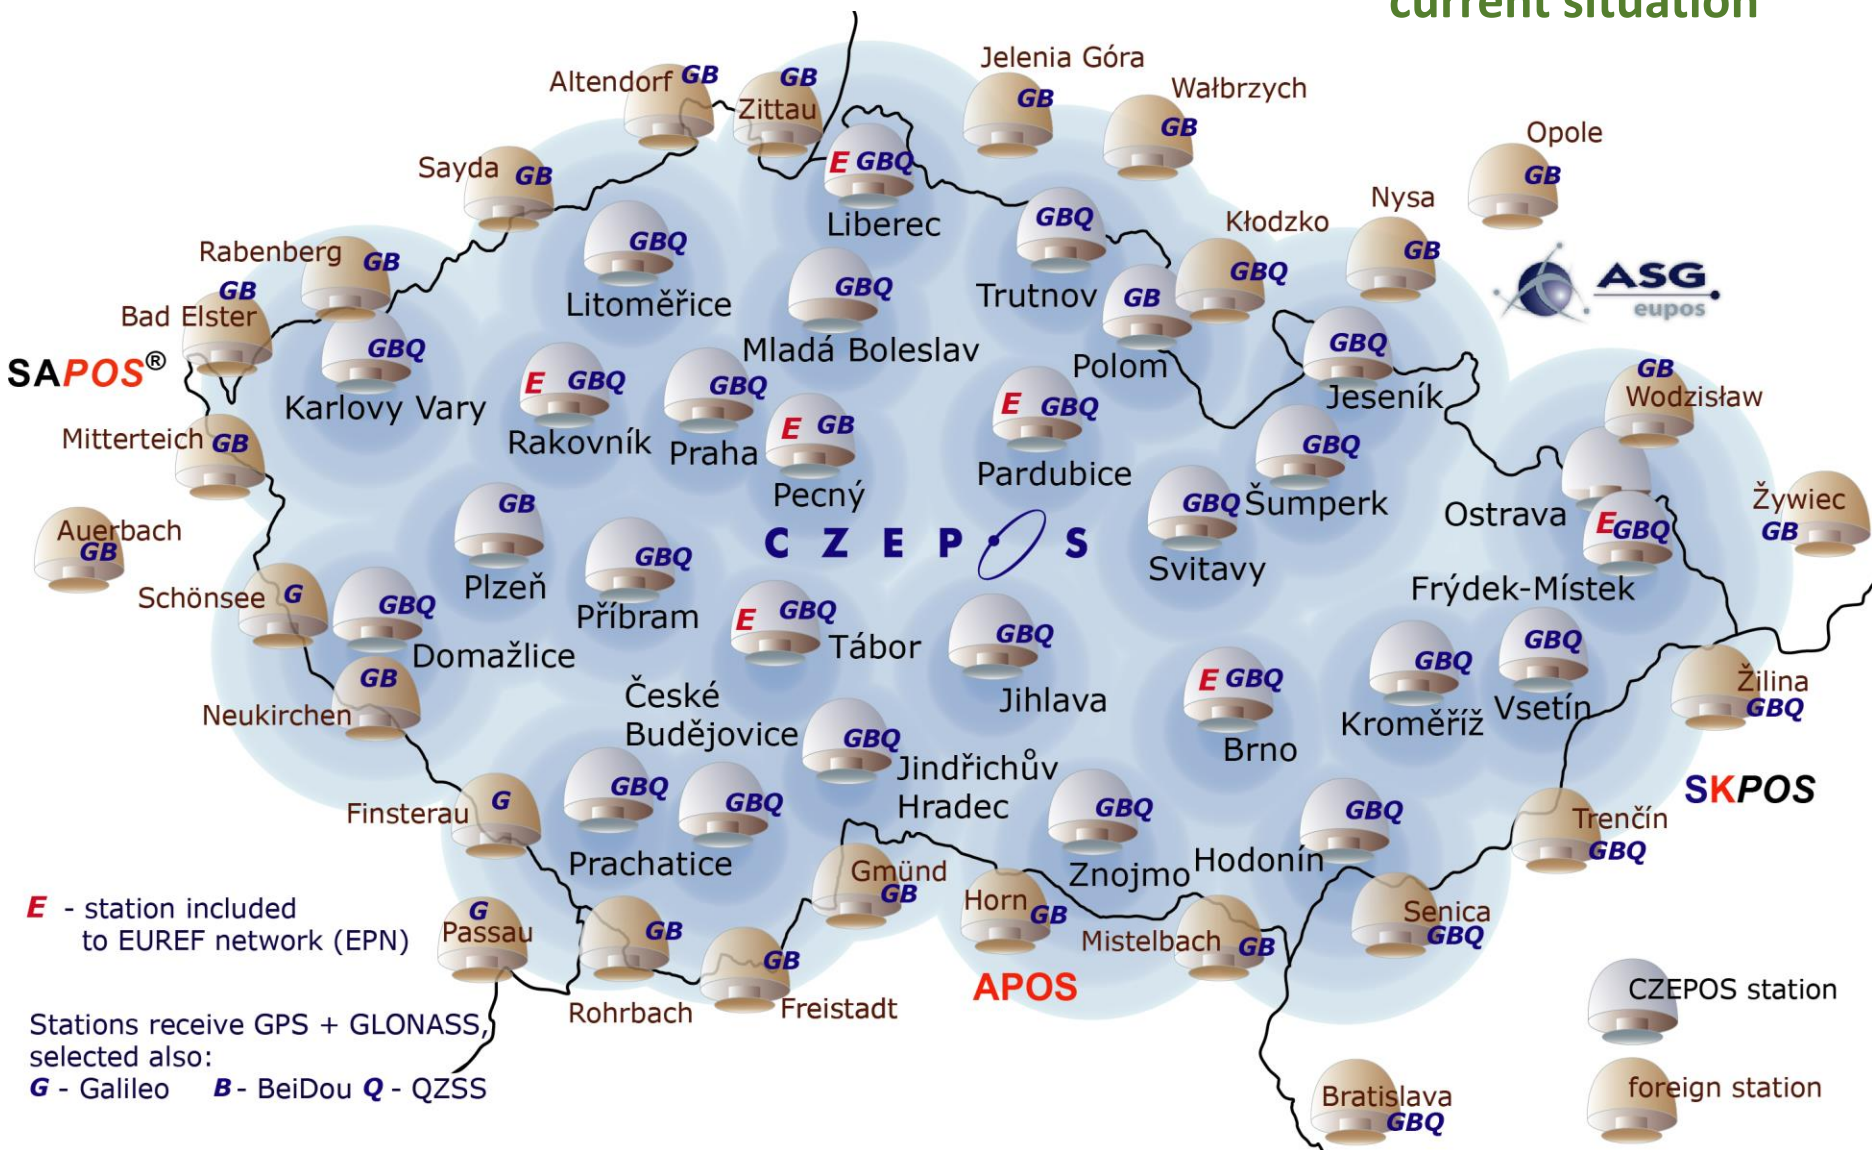 current situation
Jelenia Góra
GB
Altendorf GB
GB
Zittau
Wałbrzych
GB
Opole
GB
Sayda GB
E GBQ
Liberec
Nysa
GB
Kłodzko
GBQ
GBQ
Trutnov
GBQ
Litoměřice
Rabenberg GB
GB
Bad Elster
SAPOS®
GBQ
Karlovy Vary
GBQ
Mladá Boleslav
GB
Polom
ASG
eupos
GBQ
Jeseník
GB
Wodzisław
E GBQ
Rakovník
GBQ
Praha
E GB
Pecný
E GBQ
Pardubice
Mitterteich GB
GBQ
Šumperk
GBQ
Svitavy
Ostrava
E GBQ
Frýdek-Místek
Żywiec
GB
Auerbach
GB
GB
Plzeň
GBQ
Příbram
CZEPOS
Schönsee G
GBQ
Domažlice
E GBQ
Tábor
GBQ
Jihlava
E GBQ
Brno
GBQ
Kroměříž
GBQ
Vsetín
Žilina
GBQ
GB
Neukirchen
České
Budějovice
GBQ
Jindřichův
Hradec
SKPOS
Finsterau G
GBQ
Prachatice
GBQ
GBQ
Znojmo
GBQ
Hodonín
Trenčín
GBQ
Gmünd
GB
Horn
GB
Mistelbach GB
Senica
GBQ
APOS
G
Passau
GB
Rohrbach
GB
Freistadt
Bratislava
GBQ
E - station included
to EUREF network (EPN)
Stations receive GPS + GLONASS,
selected also:
G - Galileo B - BeiDou Q - QZSS
CZEPOS station
foreign station